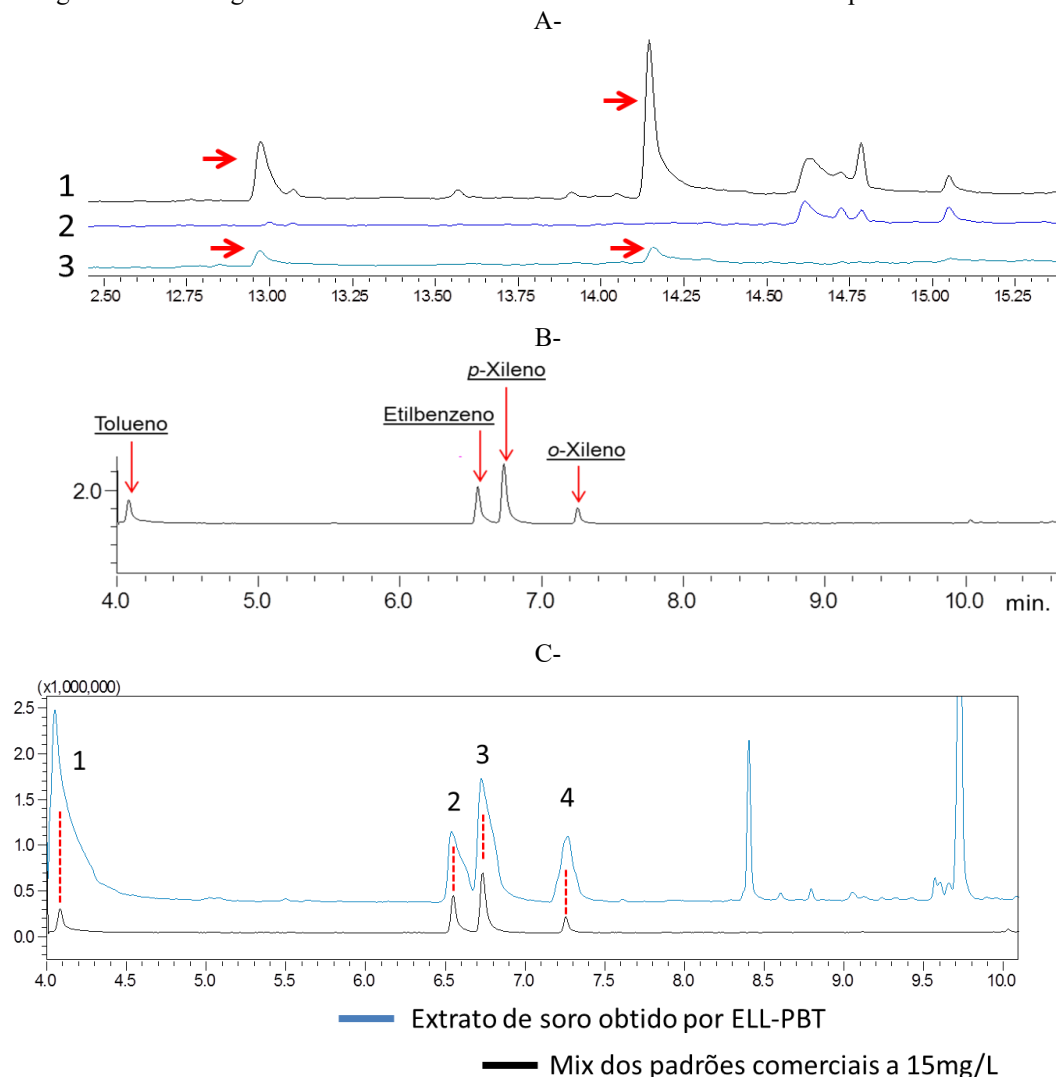 A-
1
2
3
12.50 12.75 13.00 13.25 13.50 13.75 14.00 14.25 14.50 14.75 15.00 15.25
B-
p-Xileno
Etilbenzeno
Tolueno
o-Xileno
2.0
4.0 5.0 6.0 7.0 8.0 9.0 10.0 min.
C-
(x1,000,000)
2.5
2.0
1.5
1.0
0.5
0.0
1
2
3
4
4.0 4.5 5.0 5.5 6.0 6.5 7.0 7.5 8.0 8.5 9.0 9.5 10.0
Extrato de soro obtido por ELL-PBT
Mix dos padrões comerciais a 15mg/L